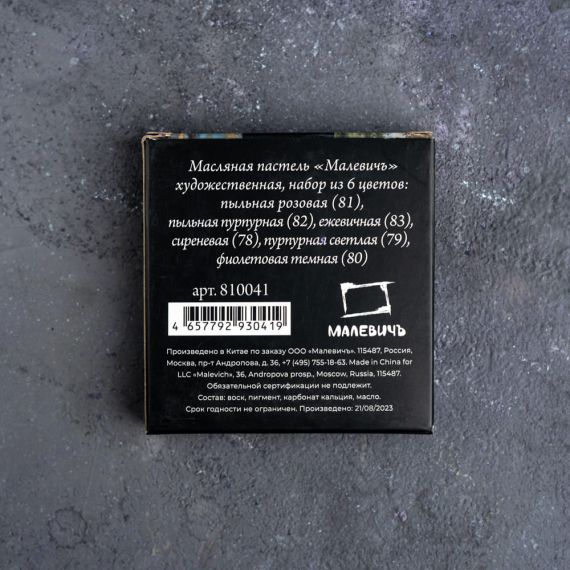 Масляная пастель «Малевичъ»
художественная, набор из 6 цветов:
пыльная розовая (81),
пыльная пурпурная (82), ежевичная (83),
сиреневая (78), пурпурная светлая (79),
фиолетовая темная (80)
арт. 810041
4 657792 930419
МАЛЕВИЧЪ
Произведено в Китае по заказу ООО «Малевичъ». 115487, Россия,
Москва, пр-т Андропова, д. 36, +7 (495) 755-18-63. Made in China for
LLC «Malevich», 36, Andropova prosp., Moscow, Russia, 115487.
Обязательной сертификации не подлежит.
Состав: воск, пигмент, карбонат кальция, масло.
Срок годности не ограничен. Произведено: 21/08/2023